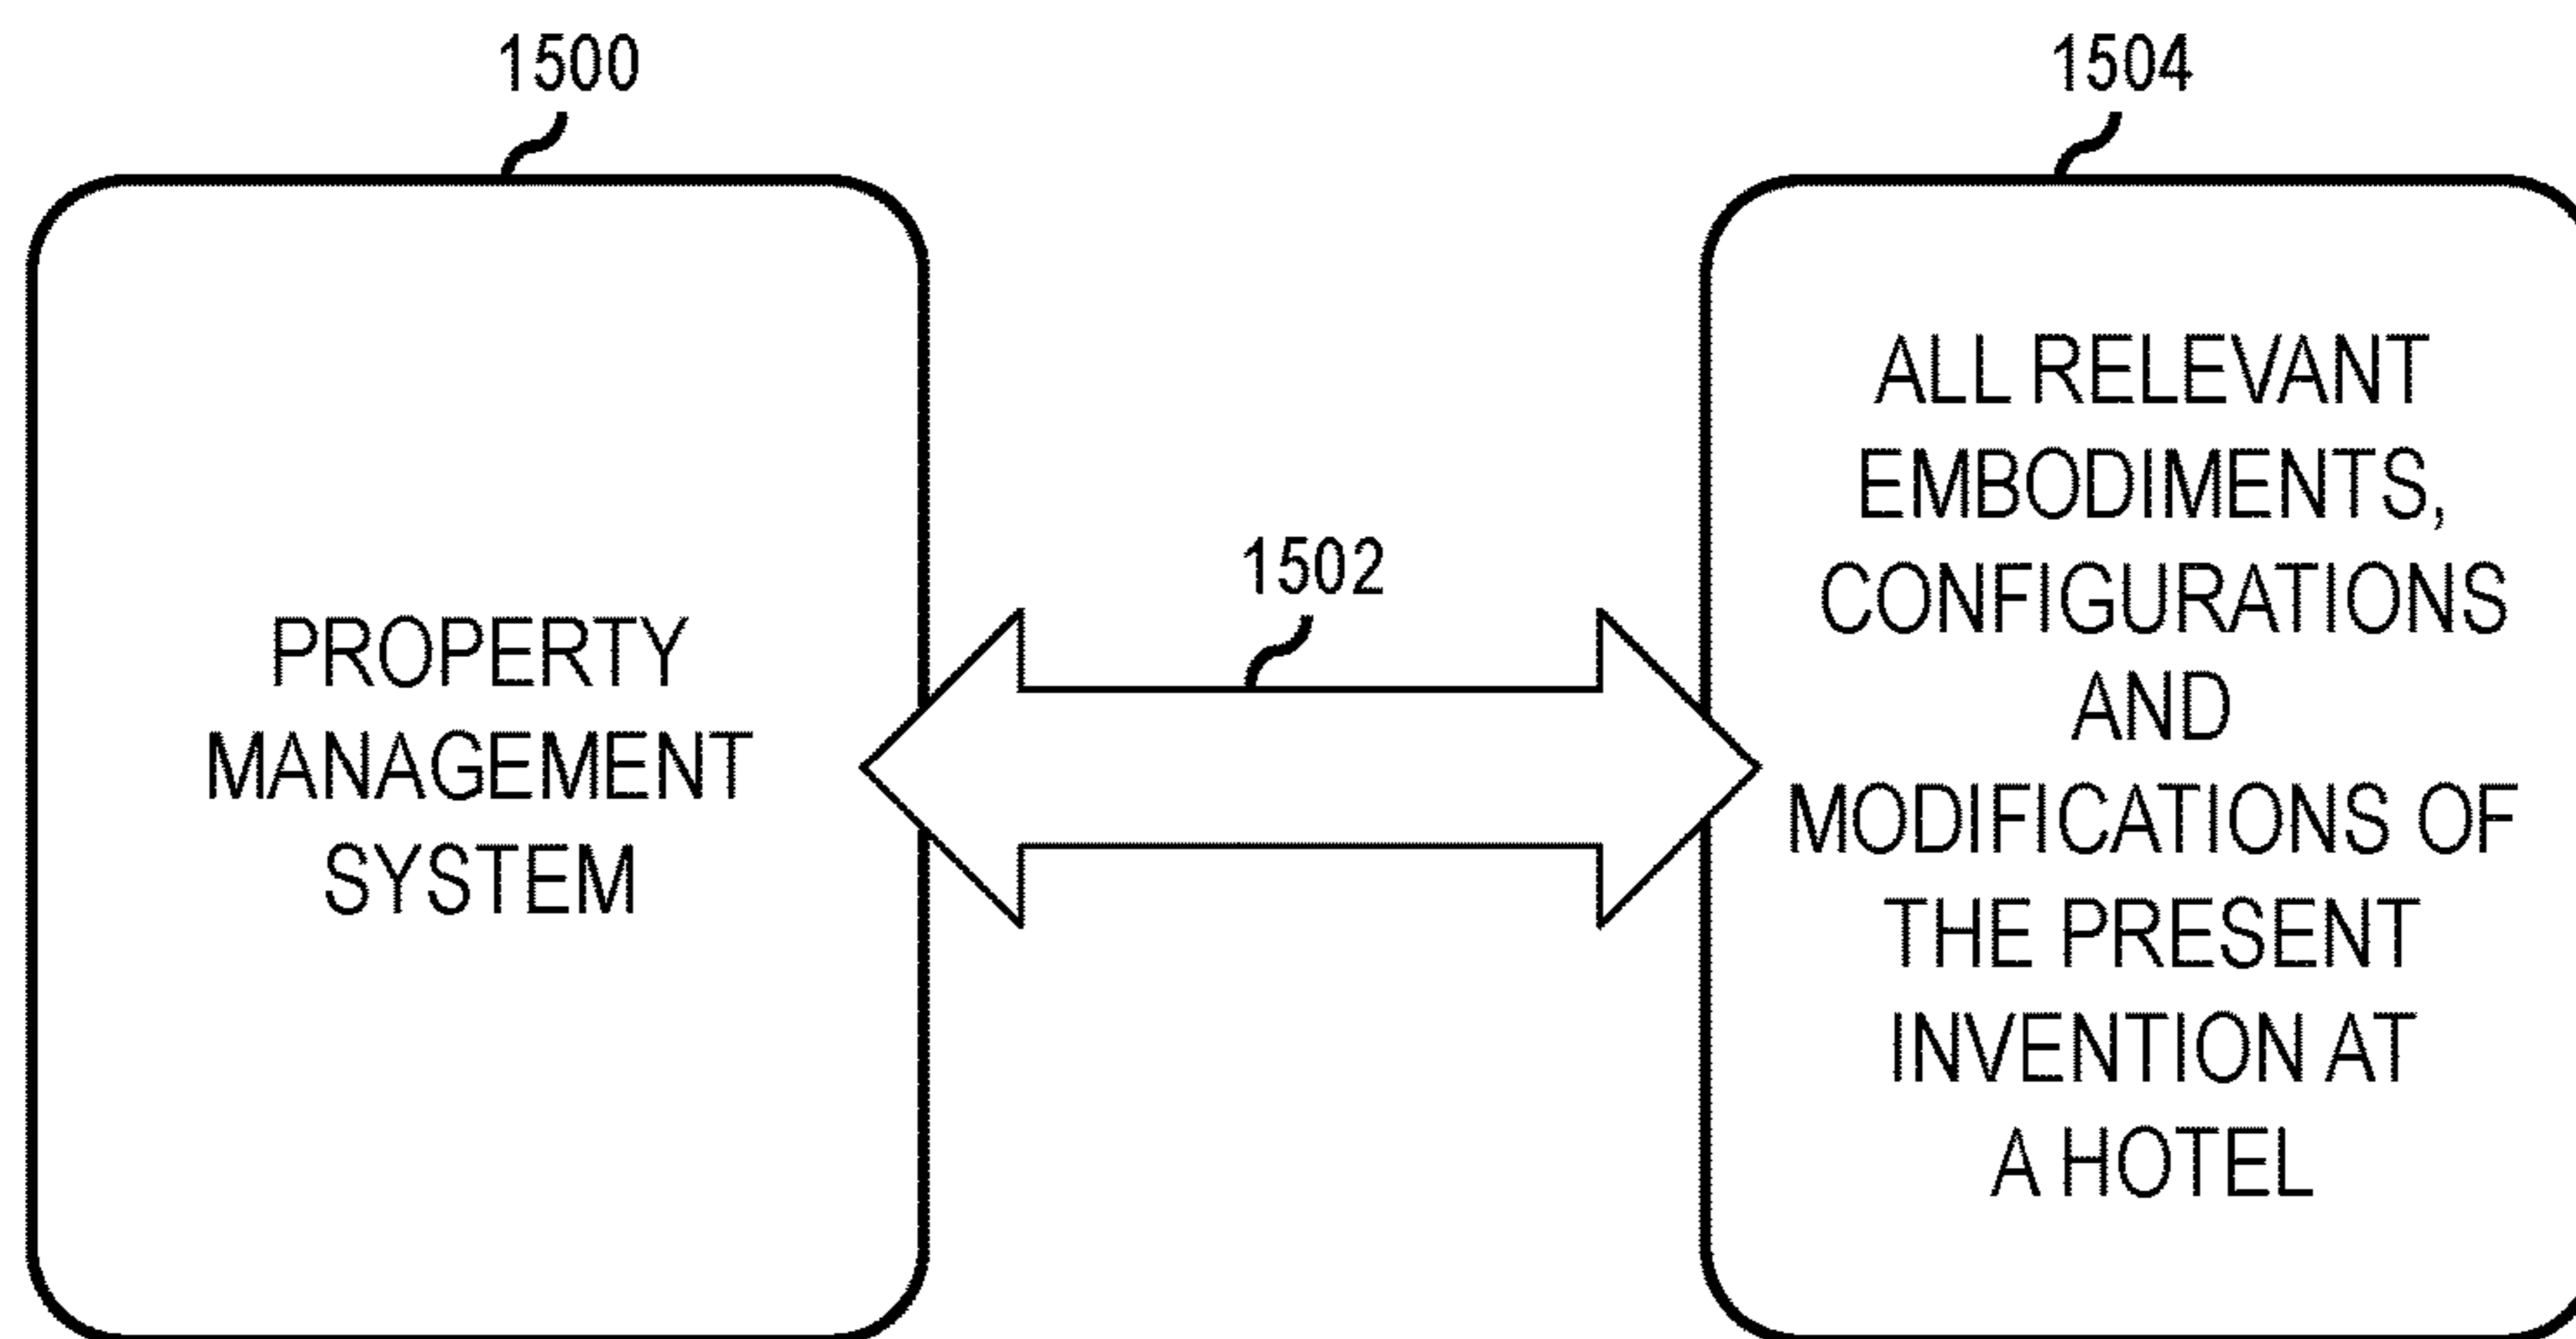 1500
PROPERTY
MANAGEMENT
SYSTEM
1502
1504
ALL RELEVANT
EMBODIMENTS,
CONFIGURATIONS
AND
MODIFICATIONS OF
THE PRESENT
INVENTION AT
A HOTEL